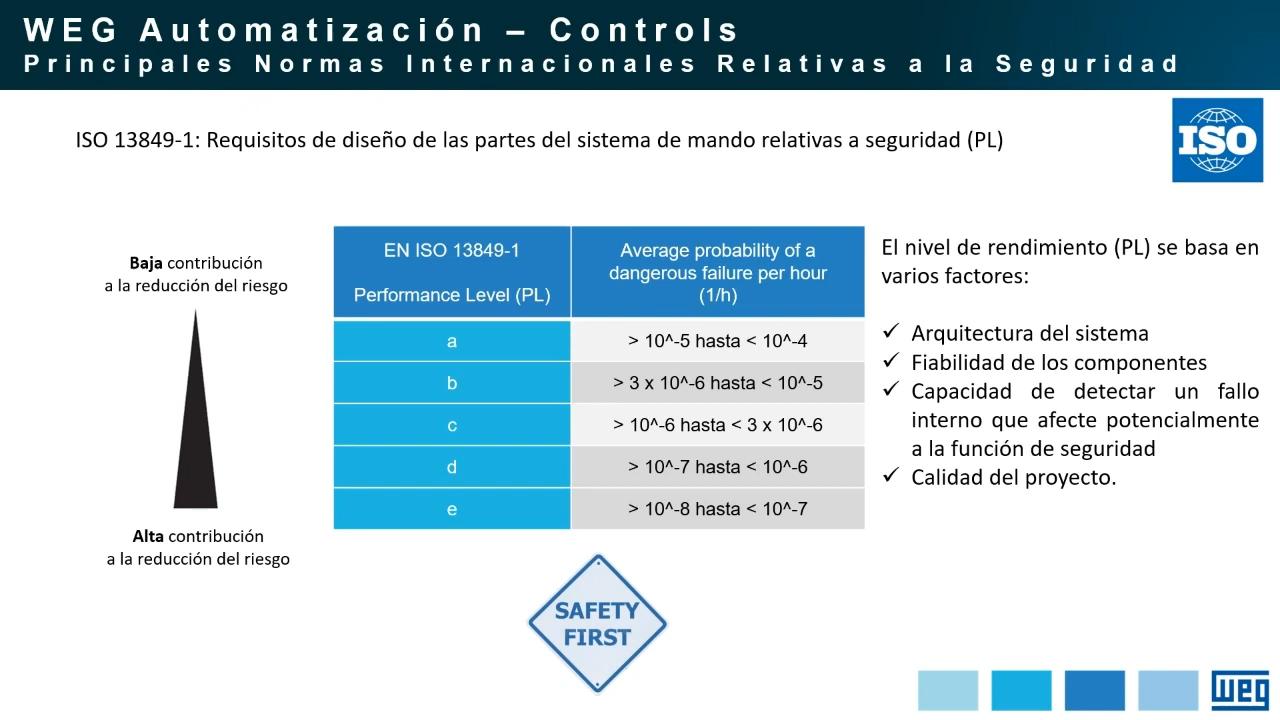 WEG Automatización – Controls
Principales Normas Internacionales Relativas a la Seguridad
ISO
ISO 13849-1: Requisitos de diseño de las partes del sistema de mando relativas a seguridad (PL)
Baja contribución
a la reducción del riesgo
Alta contribución
a la reducción del riesgo
EN ISO 13849-1
Performance Level (PL)
Average probability of a
dangerous failure per hour
(1/h)
a
> 10^-5 hasta < 10^-4
b
> 3 x 10^-6 hasta < 10^-5
c
> 10^-6 hasta < 3 x 10^-6
d
> 10^-7 hasta < 10^-6
e
> 10^-8 hasta < 10^-7
El nivel de rendimiento (PL) se basa en
varios factores:
✓ Arquitectura del sistema
✓ Fiabilidad de los componentes
✓ Capacidad de detectar un fallo
interno que afecte potencialmente
a la función de seguridad
✓ Calidad del proyecto.
SAFETY
FIRST
weg